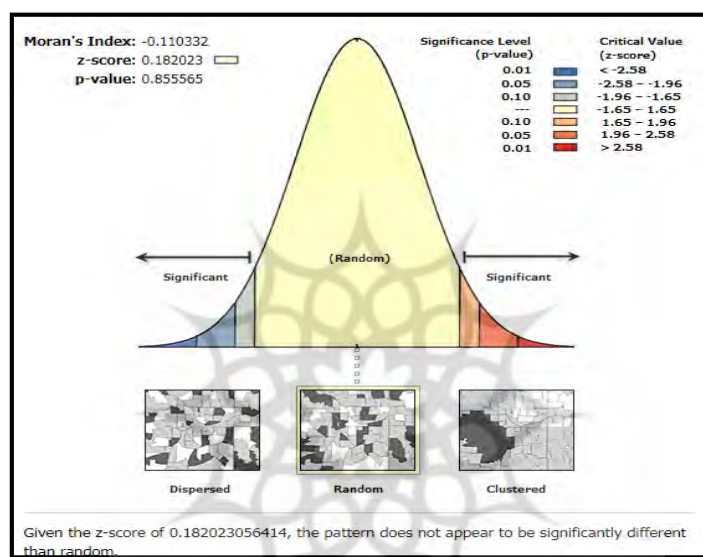 Moran's Index: -0.110332
z-score: 0.182023
p-value: 0.855565
Significance Level
(p-value)
Critical Value
(z-score)
0.01 < -2.58
0.05 -2.58 - -1.96
0.10 -1.96 - -1.65
--- -1.65 - 1.65
0.10 1.65 - 1.96
0.05 1.96 - 2.58
0.01 > 2.58
(Random)
Significant
Significant
Dispersed
Random
Clustered
Given the z-score of 0.182023056414, the pattern does not appear to be significantly different
than random.